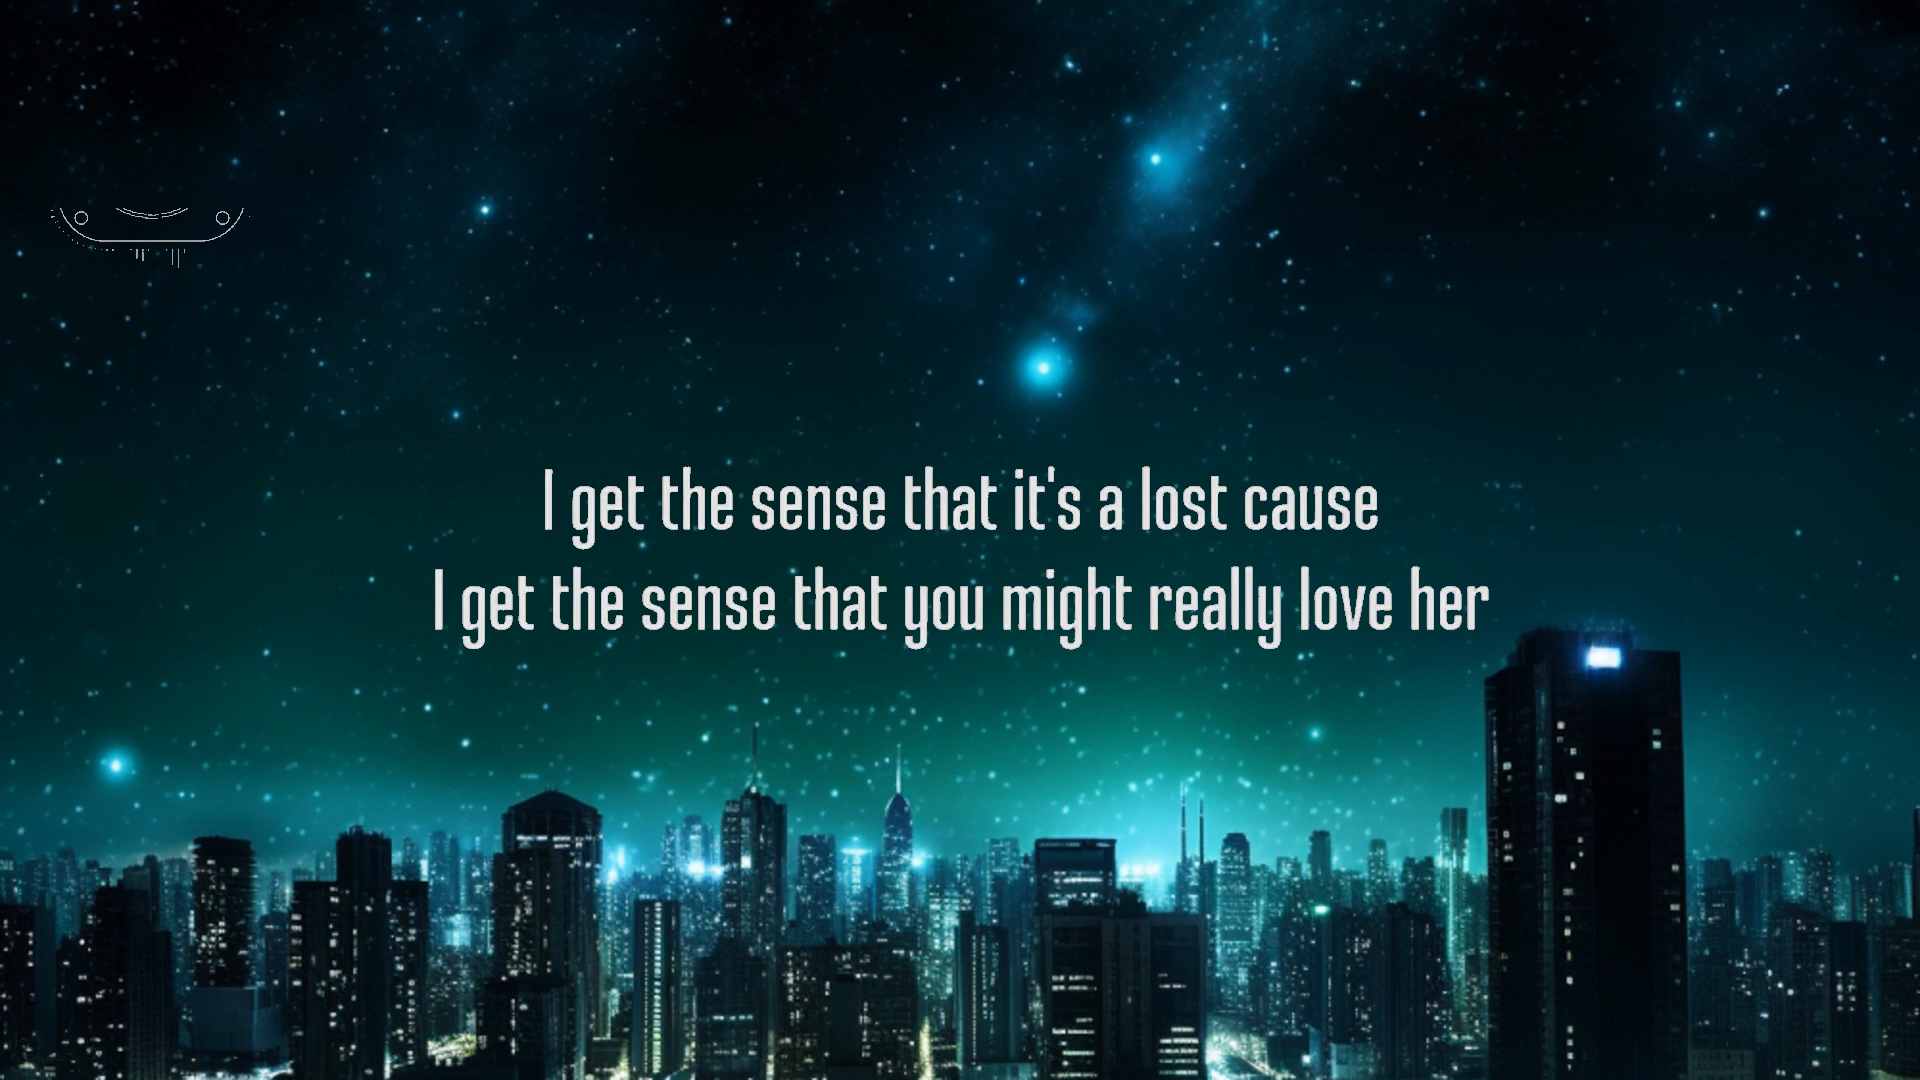 I get the sense that it's a lost cause
I get the sense that you might really love her